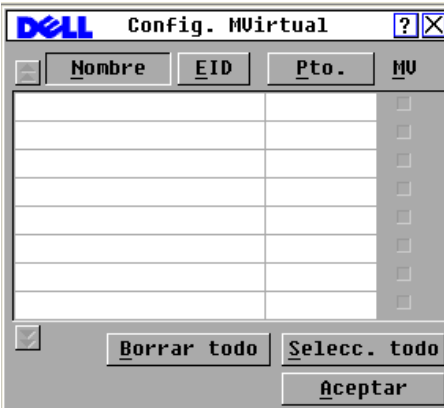 DELL Config. MVirtual ? X
Nombre EID Pto. MV
Borrar todo Selecc. todo
Aceptar